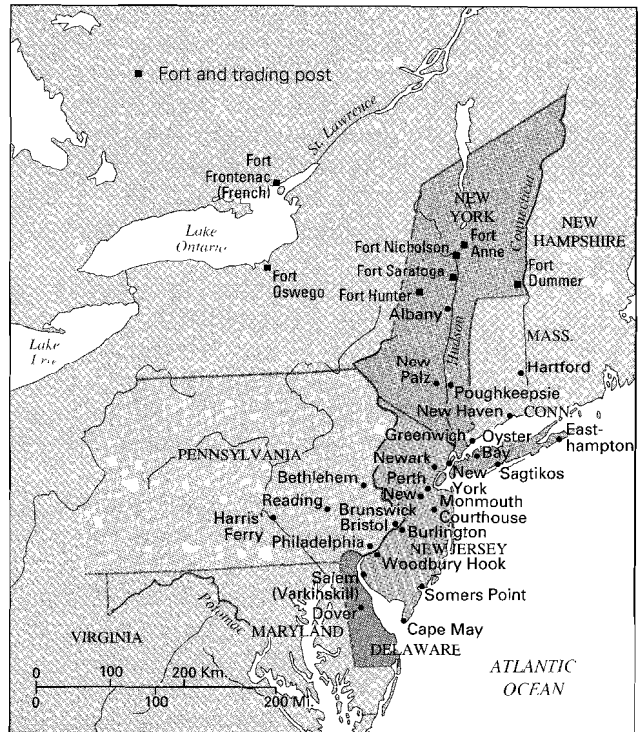 ■ Fort and trading post
St. Lawrence
Fort
Frontenac
(French)
Lake
Ontario
Fort
Oswego
Lake
NEW
YORK
Connecticut
NEW
HAMPSHIRE
Fort Nicholson
Fort
Anne
Fort Saratoga
Fort
Dummer
Fort Hunter
Albany
Hudson
MASS.
Hartford
New
Palz
Poughkeepsie
New Haven
CONN.
Greenwigh
Oyster
Bay
East-
hampton
Newark
Sagtikos
PENNSYLVANIA
Bethlehem
Perth
New
York
New
Brunswick
Monmouth
Courthouse
Reading
Harris'
Ferry
Bristol
Burlington
Philadelphia
NEW JERSEY
Woodbury Hook
Salem
(Varkinskill)
Somers Point
Dover
Potomac
Cape May
VIRGINIA
MARYLAND
DELAWARE
ATLANTIC
OCEAN
0 100 200 Km.
0 100 200 Mi.